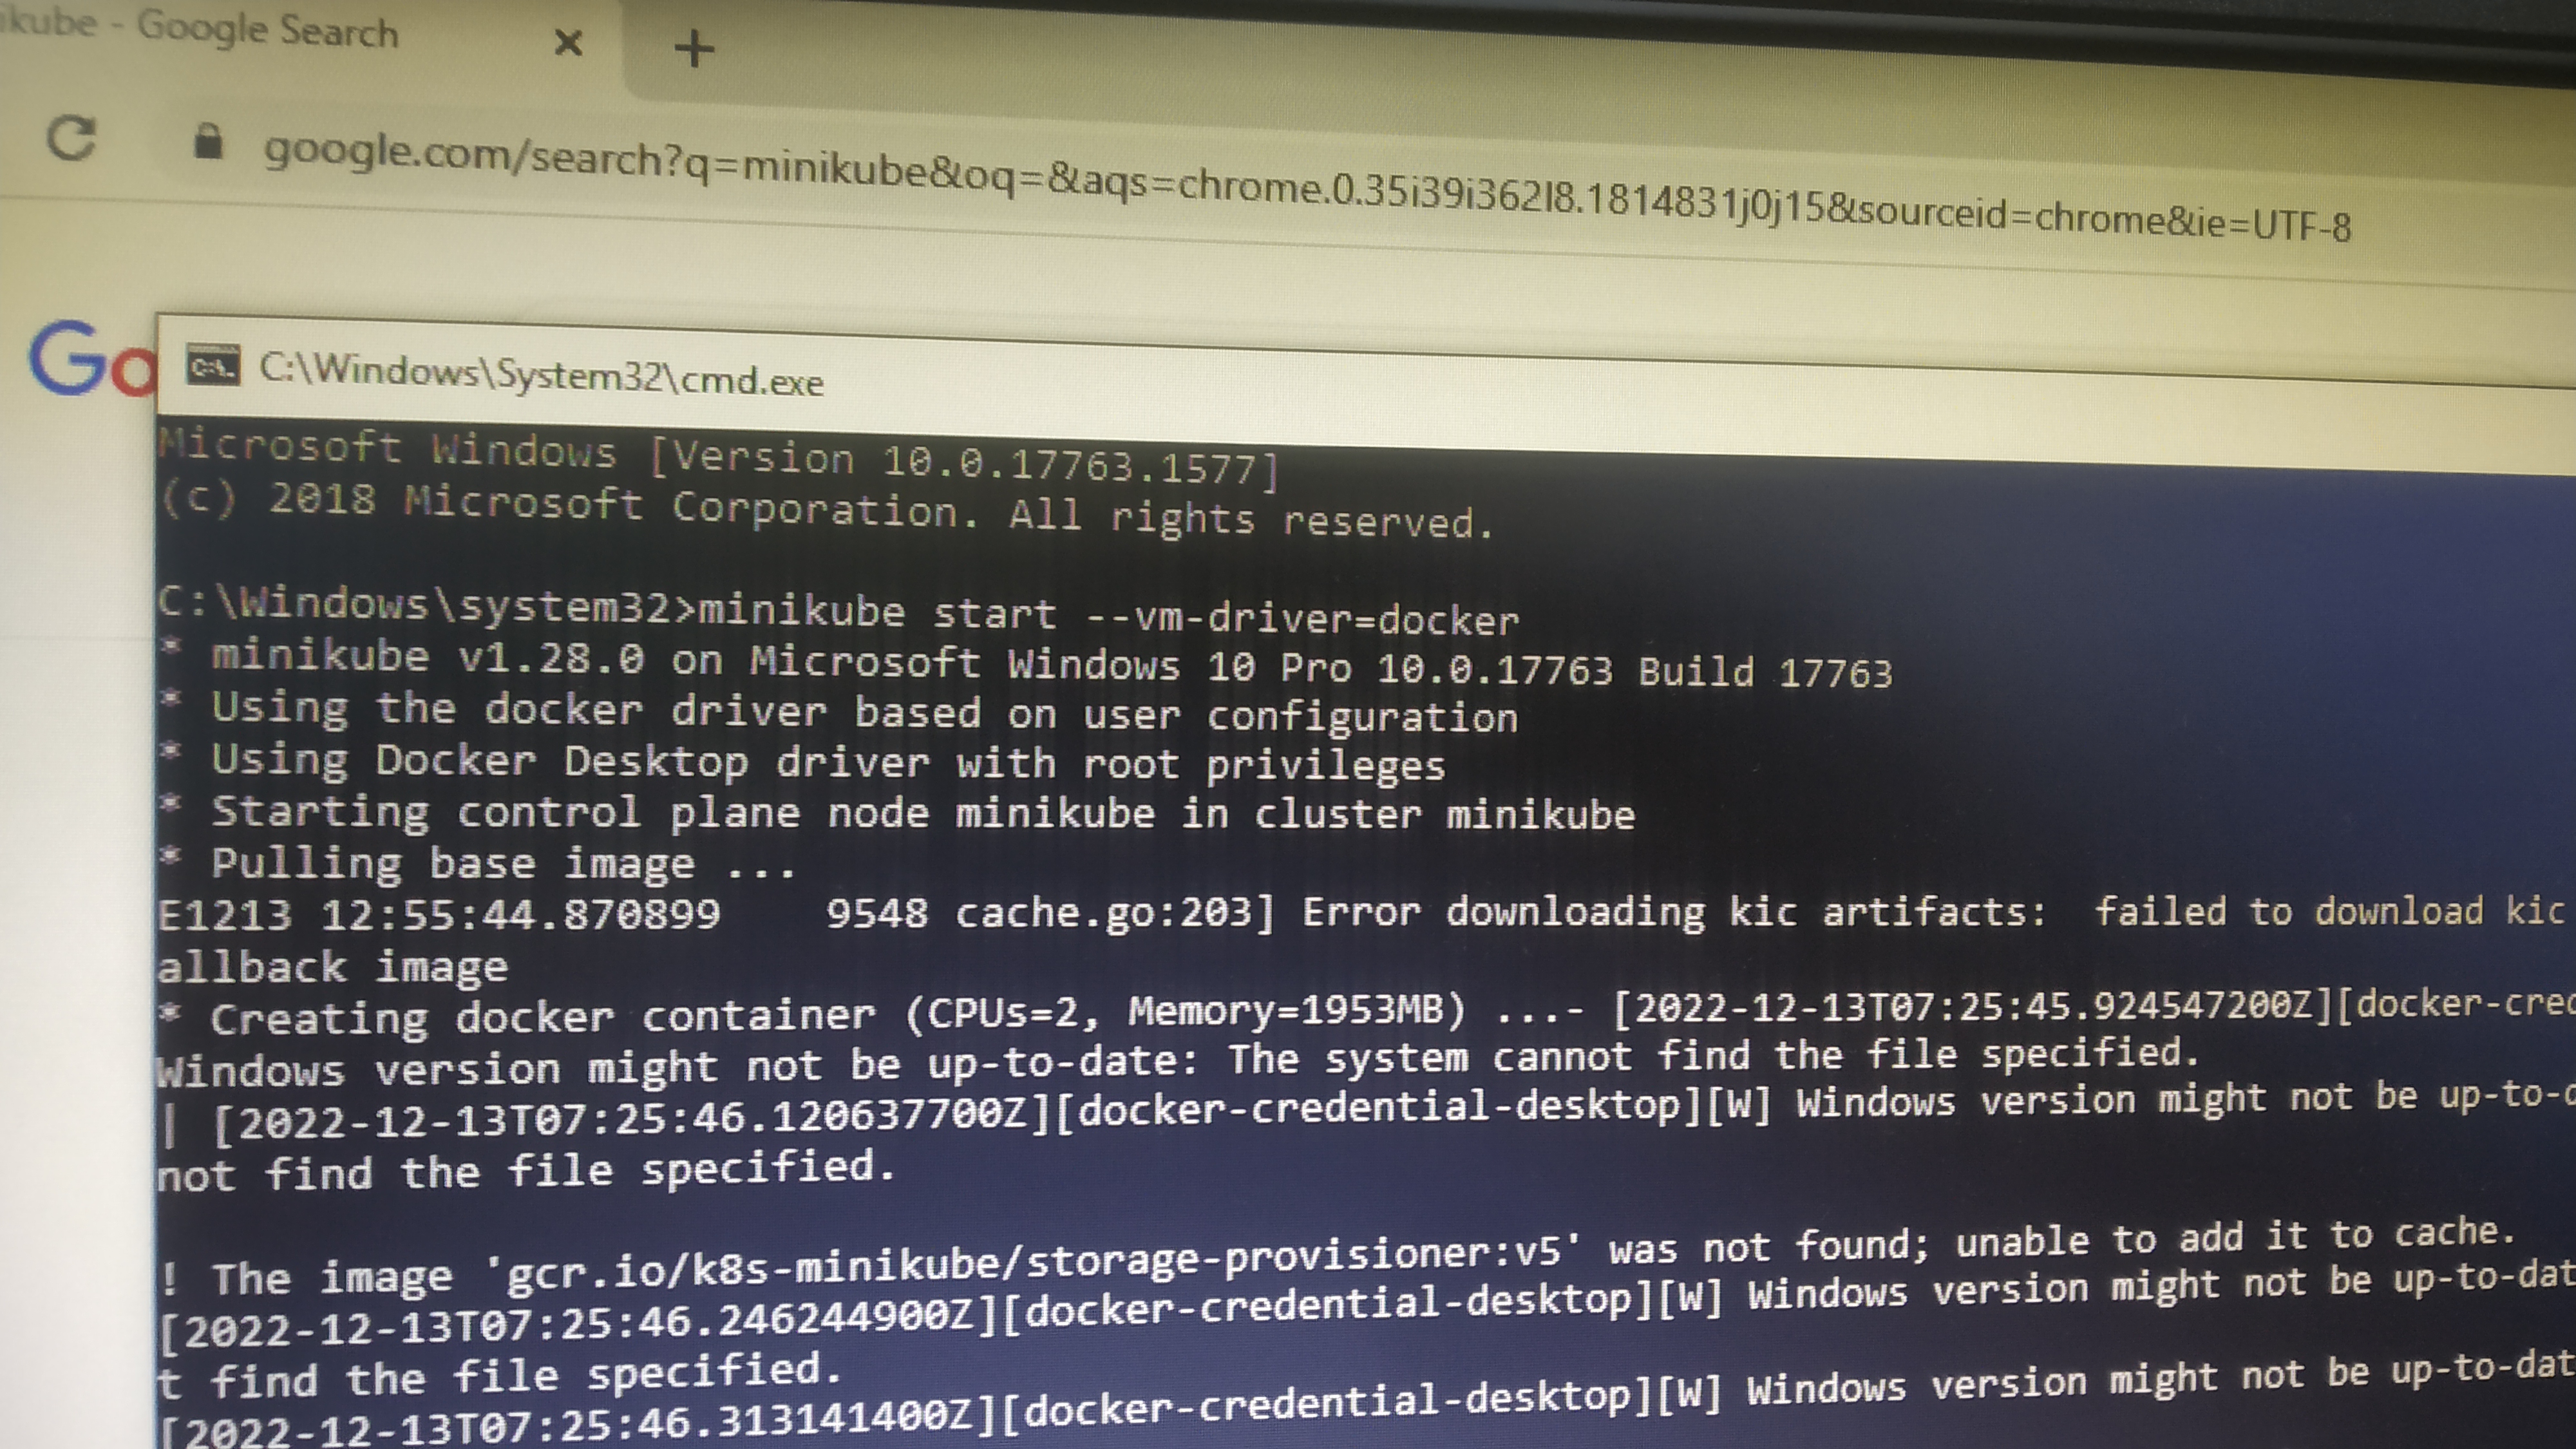 ikube - Google Search
google.com/search?q=minikube&oq=&aqs=chrome.0.35i39i362l8.1814831j0j15&sourceid=chrome&ie=UTF-8
Go
C:\Windows\System32\cmd.exe
Microsoft Windows [Version 10.0.17763.1577]
(c) 2018 Microsoft Corporation. All rights reserved.
C:\Windows\system32>minikube start --vm-driver=docker
* minikube v1.28.0 on Microsoft Windows 10 Pro 10.0.17763 Build 17763
* Using the docker driver based on user configuration
* Using Docker Desktop driver with root privileges
* Starting control plane node minikube in cluster minikube
* Pulling base image ...
E1213 12:55:44.870899    9548 cache.go:203] Error downloading kic artifacts:  failed to download kic
allback image
* Creating docker container (CPUs=2, Memory=1953MB) ...- [2022-12-13T07:25:45.924547200Z][docker-cred
Windows version might not be up-to-date: The system cannot find the file specified.
| [2022-12-13T07:25:46.120637700Z][docker-credential-desktop][W] Windows version might not be up-to-d
not find the file specified.
! The image 'gcr.io/k8s-minikube/storage-provisioner:v5' was not found; unable to add it to cache.
[2022-12-13T07:25:46.246244900Z][docker-credential-desktop][W] Windows version might not be up-to-dat
t find the file specified.
[2022-12-13T07:25:46.313141400Z][docker-credential-desktop][W] Windows version might not be up-to-dat